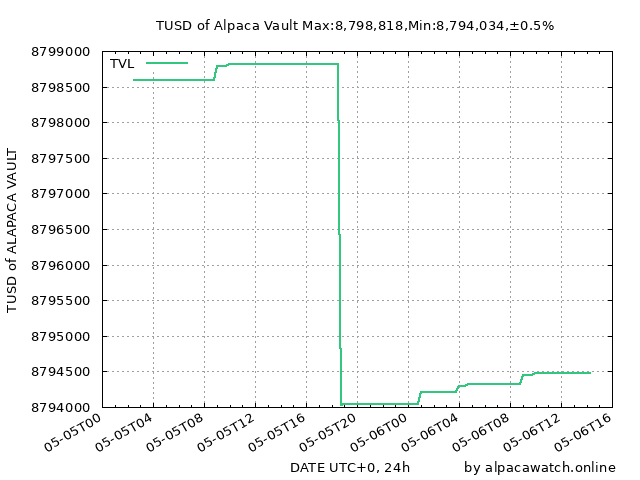 TUSD of Alpaca Vault Max:8,798,818,Min:8,794,034,±0.5%
TVL
8799000
8798500
8798000
8797500
8797000
8796500
8796000
8795500
8795000
8794500
8794000
TUSD of ALAPACA VAULT
05-05T00
05-05T04
05-05T08
05-05T12
05-05T16
05-05T20
05-06T00
05-06T04
05-06T08
05-06T12
05-06T16
DATE UTC+0, 24h
by alpacawatch.online